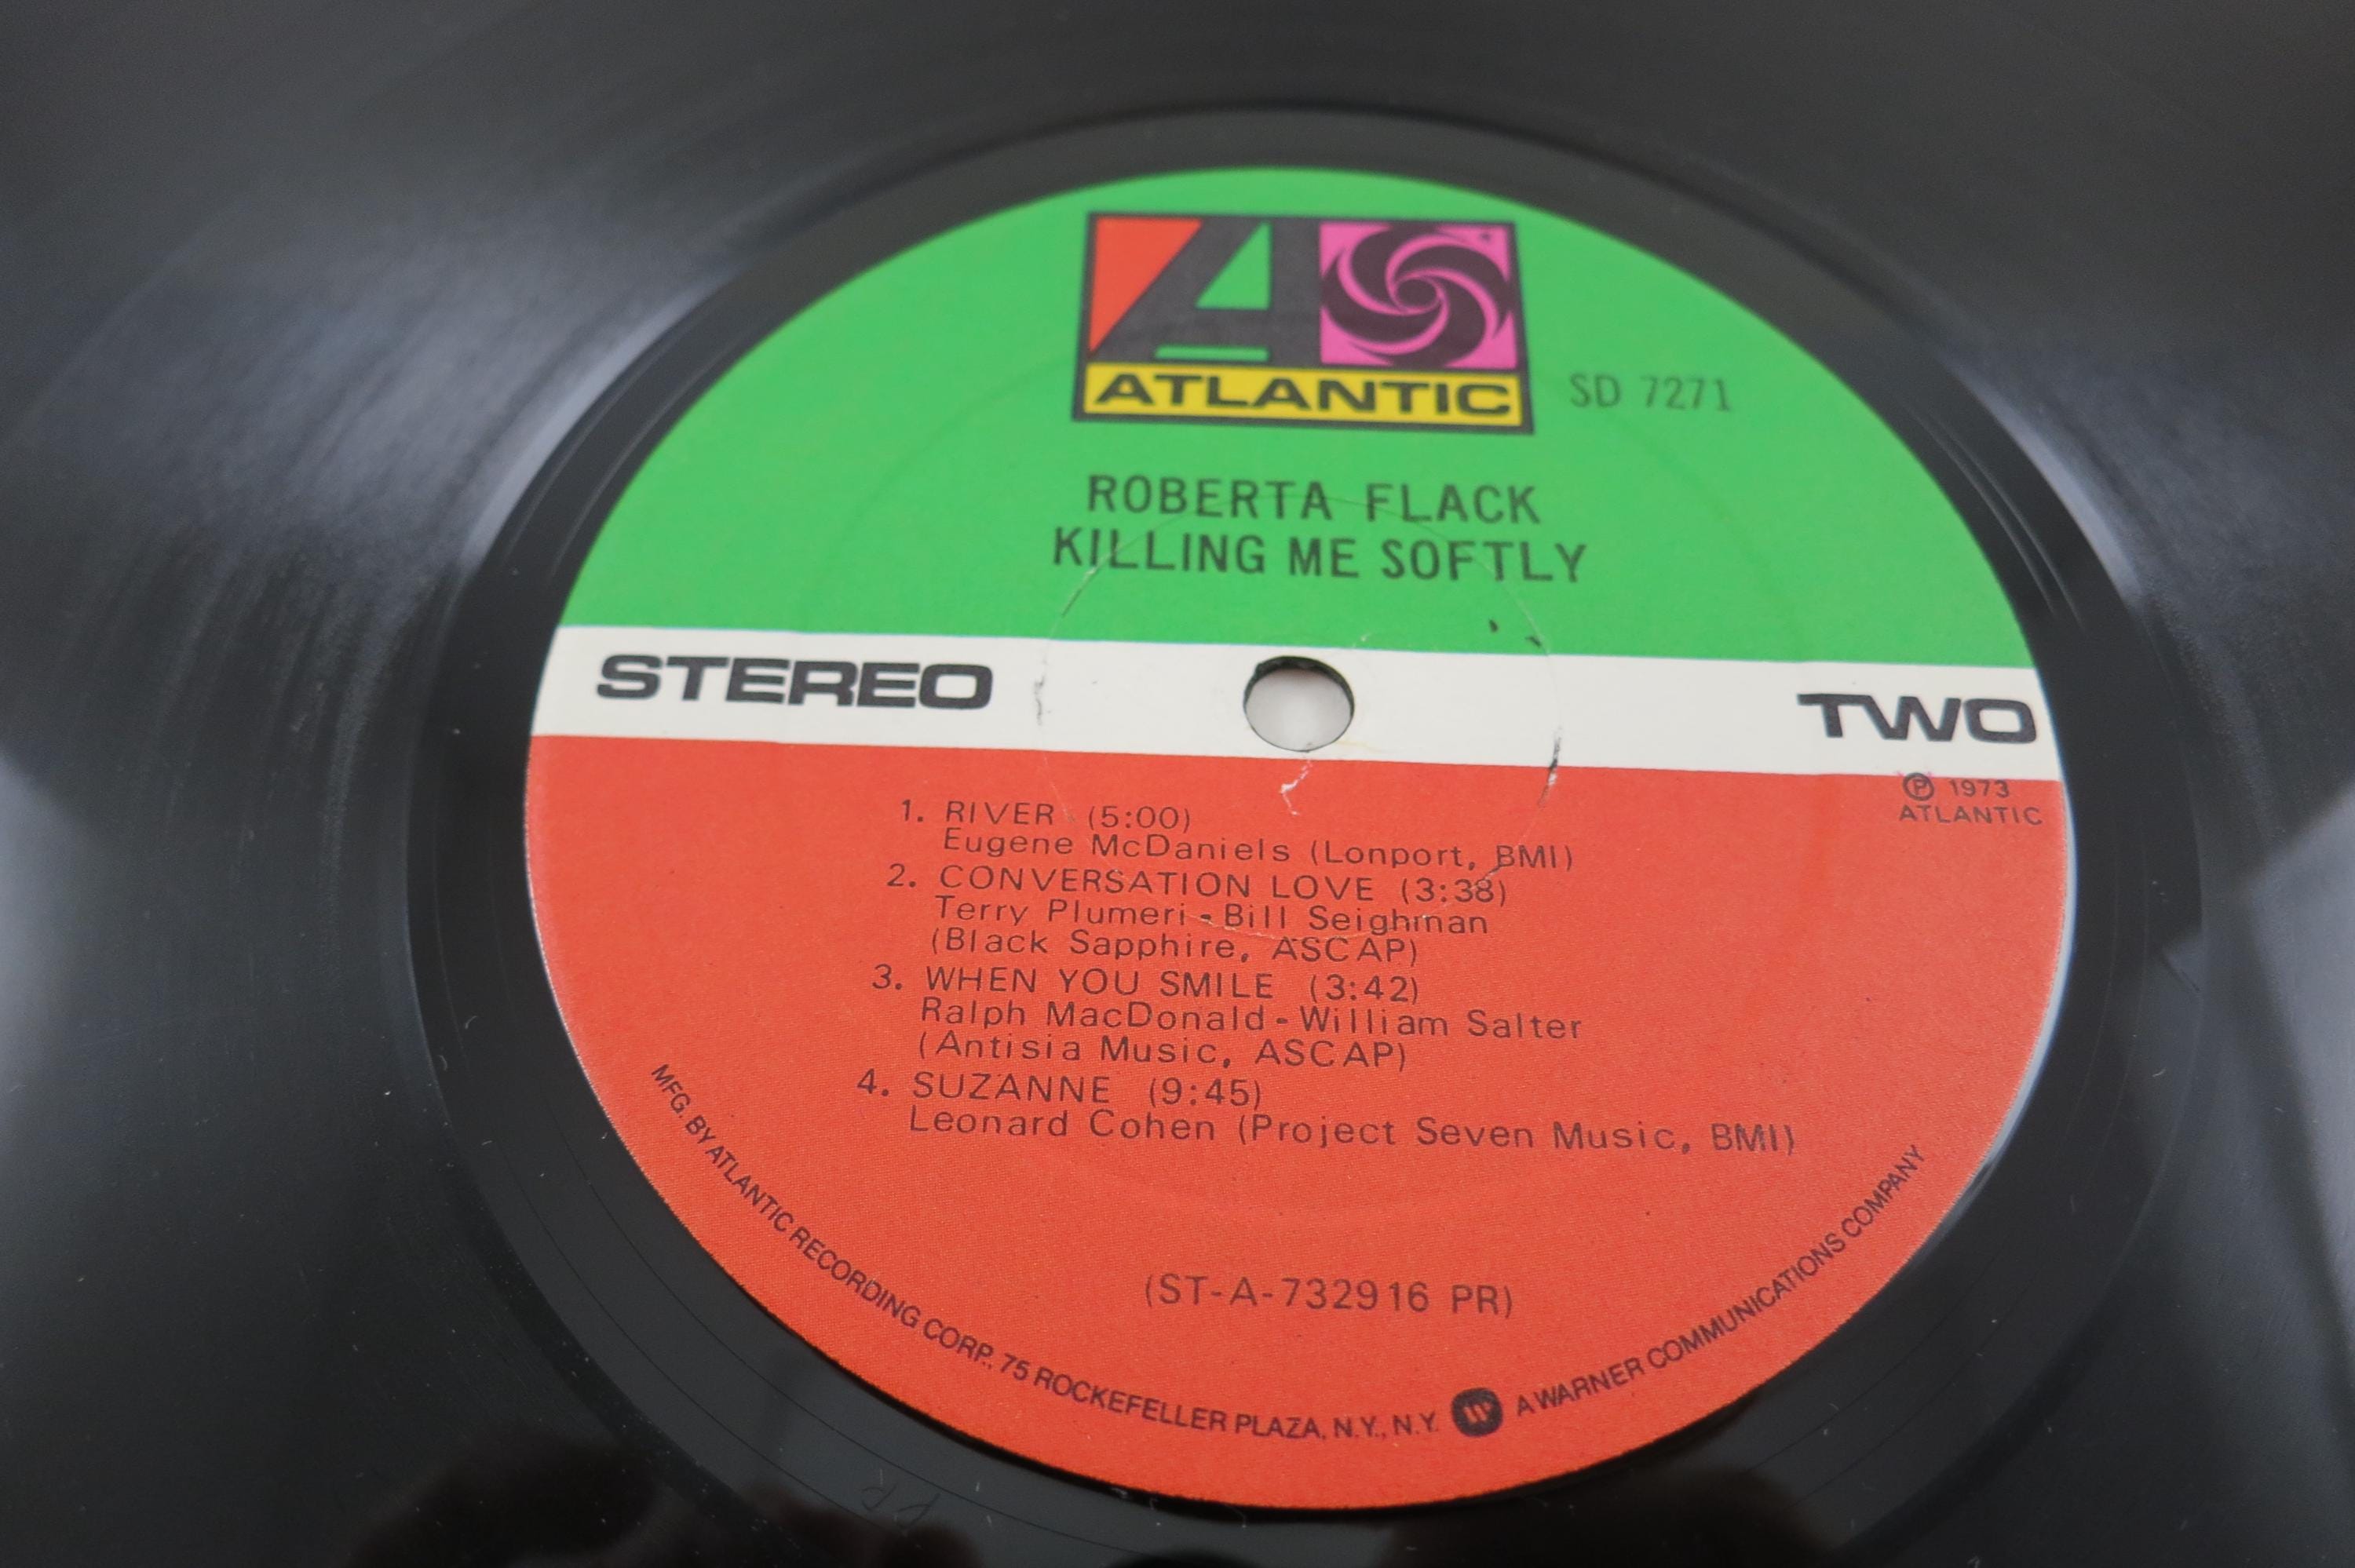 ATLANTIC
SD 7271
ROBERTA FLACK
KILLING ME SOFTLY
STEREO
TWO
Ⓟ 1973
ATLANTIC
1. RIVER (5:00)
Eugene McDaniels (Lonport, BMI)
2. CONVERSATION LOVE (3:38)
Terry Plumeri - Bill Seighman
(Black Sapphire, ASCAP)
3. WHEN YOU SMILE (3:42)
Ralph MacDonald - William Salter
(Antisia Music, ASCAP)
4. SUZANNE (9:45)
Leonard Cohen (Project Seven Music, BMI)
(ST-A-732916 PR)
MFG. BY ATLANTIC RECORDING CORP., 75 ROCKEFELLER PLAZA, N.Y., N.Y. W A WARNER COMMUNICATIONS COMPANY
PR